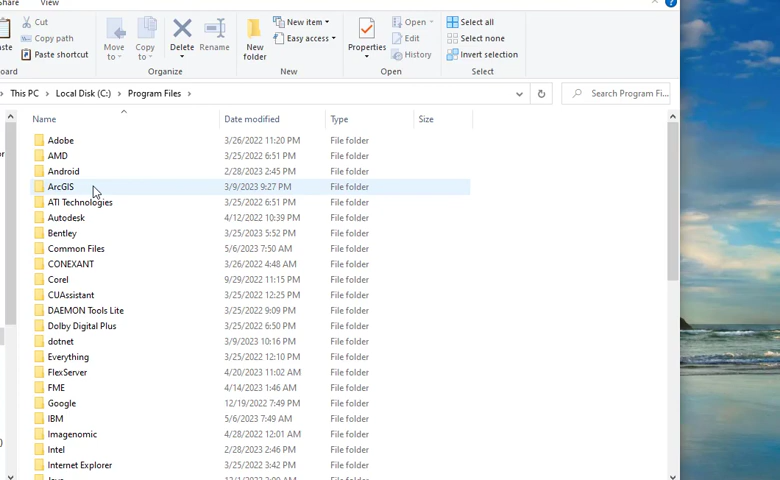 Share View
Cut
Copy path
Paste shortcut
Move to
Copy to
Delete
Rename
New folder
New item
Easy access
Properties
Open
Edit
History
Select all
Select none
Invert selection
Organize
New
Open
Select
This PC > Local Disk (C:) > Program Files >
Search Program Fi...
Name Date modified Type Size
Adobe 3/26/2022 11:20 PM File folder
AMD 3/25/2022 6:51 PM File folder
Android 2/28/2023 2:45 PM File folder
ArcGIS 3/9/2023 9:27 PM File folder
ATI Technologies 3/25/2022 6:51 PM File folder
Autodesk 4/12/2022 10:39 PM File folder
Bentley 3/25/2023 5:52 PM File folder
Common Files 5/6/2023 7:50 AM File folder
CONEXANT 3/26/2022 4:48 AM File folder
Corel 9/29/2022 11:15 PM File folder
CUAssistant 3/25/2022 12:25 PM File folder
DAEMON Tools Lite 3/25/2022 9:09 PM File folder
Dolby Digital Plus 3/25/2022 6:50 PM File folder
dotnet 3/9/2023 10:16 PM File folder
Everything 3/25/2022 12:10 PM File folder
FlexServer 4/20/2023 11:02 AM File folder
FME 4/14/2023 1:46 AM File folder
Google 12/19/2022 7:49 PM File folder
IBM 5/6/2023 7:49 AM File folder
Imagenomic 4/28/2022 12:01 AM File folder
Intel 2/28/2023 2:46 PM File folder
Internet Explorer 3/25/2022 3:42 PM File folder